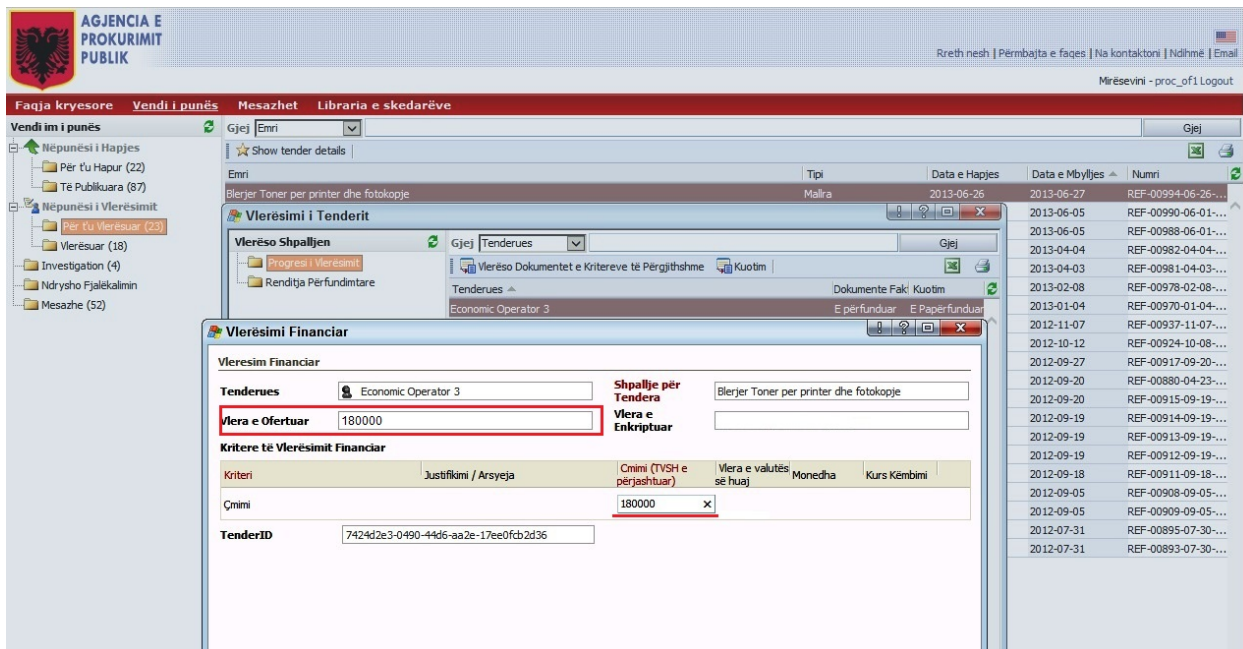 AGJENCIA E
PROKURIMIT
PUBLIK
Rreth nesh | Përmbajta e faqes | Na kontaktoni | Ndihmë | Email
Mirësevini - proc_of1 Logout
Faqja kryesore Vendi i punës Mesazhet Libraria e skedarëve
Vendi im i punës
Nëpunësi i Hapjes
Për t'u Hapur (22)
Të Publikuara (87)
Nëpunësi i Vlerësimit
Për t'u Vlerësuar (23)
Vlerësuar (18)
Investigation (4)
Ndrysho Fjalëkalimin
Mesazhe (52)
Gjej Emri Gjej
Show tender details
Emri Tipi Data e Hapjes Data e Mbylljes Numri
Blerjer Toner per printer dhe fotokopje Mallra 2013-06-26 2013-06-27 REF-00994-06-26-...
2013-06-05 REF-00990-06-01-...
2013-06-05 REF-00988-06-01-...
2013-04-04 REF-00982-04-04-...
2013-04-03 REF-00981-04-03-...
2013-02-08 REF-00978-02-08-...
2013-01-04 REF-00970-01-04-...
2012-11-07 REF-00937-11-07-...
2012-10-12 REF-00924-10-08-...
2012-09-27 REF-00917-09-20-...
2012-09-20 REF-00880-04-23-...
2012-09-20 REF-00915-09-19-...
2012-09-19 REF-00914-09-19-...
2012-09-19 REF-00913-09-19-...
2012-09-19 REF-00912-09-19-...
2012-09-18 REF-00911-09-18-...
2012-09-05 REF-00908-09-05-...
2012-09-05 REF-00909-09-05-...
2012-07-31 REF-00895-07-30-...
2012-07-31 REF-00893-07-30-...
Vlerësimi i Tenderit
Vlerëso Shpalljen
Progresi i Vlerësimit
Renditja Përfundimtare
Gjej Tenderues Gjej
Vlerëso Dokumentet e Kritereve të Përgjithshme Kuotim
Tenderues Dokumente Fakt Kuotim
Economic Operator 3 E përfunduar E Papërfunduar
Vlerësimi Financiar
Vleresim Financiar
Tenderues Economic Operator 3 Shpallje për Tendera Blerjer Toner per printer dhe fotokopje
Vlera e Ofertuar 180000 Vlera e Enkriptuar
Kritere të Vlerësimit Financiar
Kriteri Justifikimi / Arsyeja Cmimi (TVSH e përjashtuar) Vlera e valutës së huaj Monedha Kurs Këmbimi
Çmimi 180000
TenderID 7424d2e3-0490-44d6-aa2e-17ee0fcb2d36